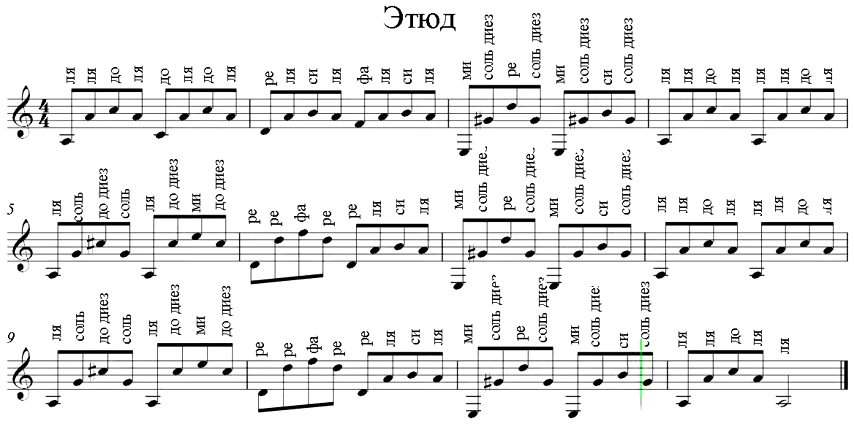 Этюд
ля ля до ля до ля до ля ре ля си ля фа ля си ля ми соль диез ре соль диез ми соль диез си соль диез ля ля до ля ля ля до ля
4
4
5 ля соль до диез соль ля до диез ми до диез ре ре фа ре ре ля си ля ми соль диез ре соль диез ми соль диез си соль диез ля ля до ля ля ля до ля
9 ля соль до диез соль ля до диез ми до диез ре ре фа ре ре ля си ля ми соль диез ре соль диез ми соль диез си соль диез ля ля до ля ля